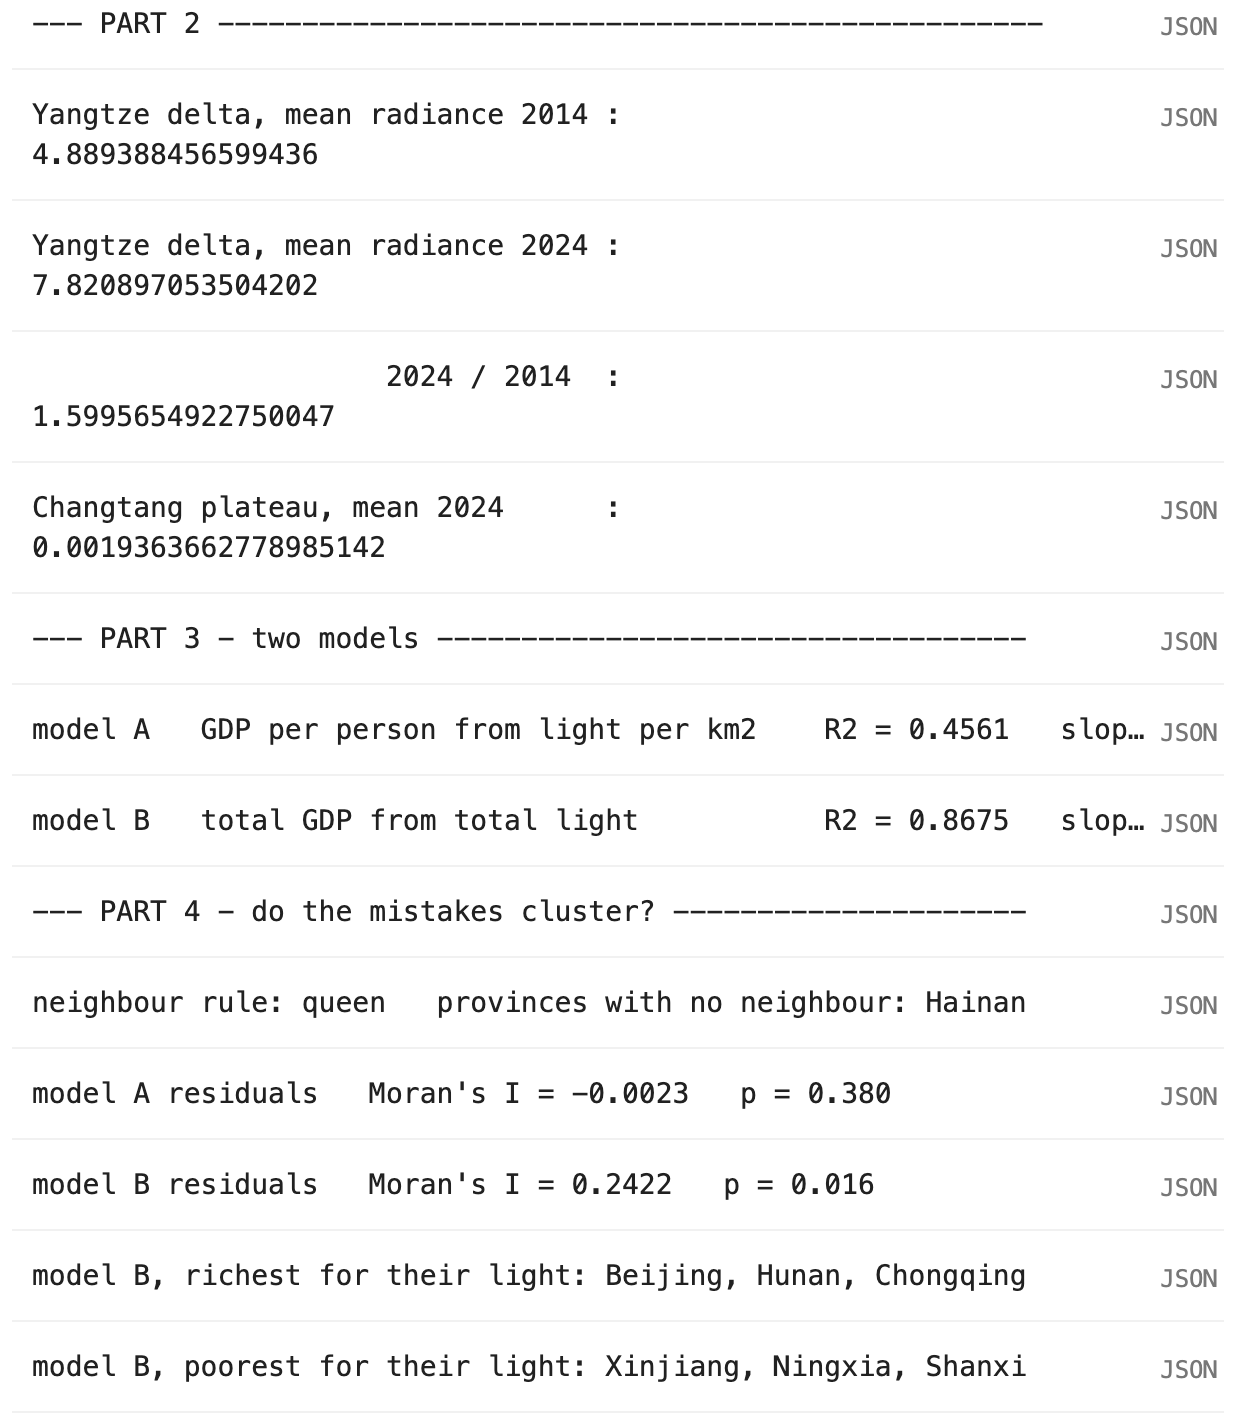 --- PART 2 -------------------------------------------------
JSON
Yangtze delta, mean radiance 2014 :
JSON
4.889388456599436
Yangtze delta, mean radiance 2024 :
JSON
7.820897053504202
2024 / 2014  :
JSON
1.5995654922750047
Changtang plateau, mean 2024      :
JSON
0.0019363662778985142
--- PART 3 - two models -----------------------------------
JSON
model A   GDP per person from light per km2    R2 = 0.4561   slop…
JSON
model B   total GDP from total light           R2 = 0.8675   slop…
JSON
--- PART 4 - do the mistakes cluster? ---------------------
JSON
neighbour rule: queen   provinces with no neighbour: Hainan
JSON
model A residuals   Moran's I = -0.0023   p = 0.380
JSON
model B residuals   Moran's I = 0.2422   p = 0.016
JSON
model B, richest for their light: Beijing, Hunan, Chongqing
JSON
model B, poorest for their light: Xinjiang, Ningxia, Shanxi
JSON